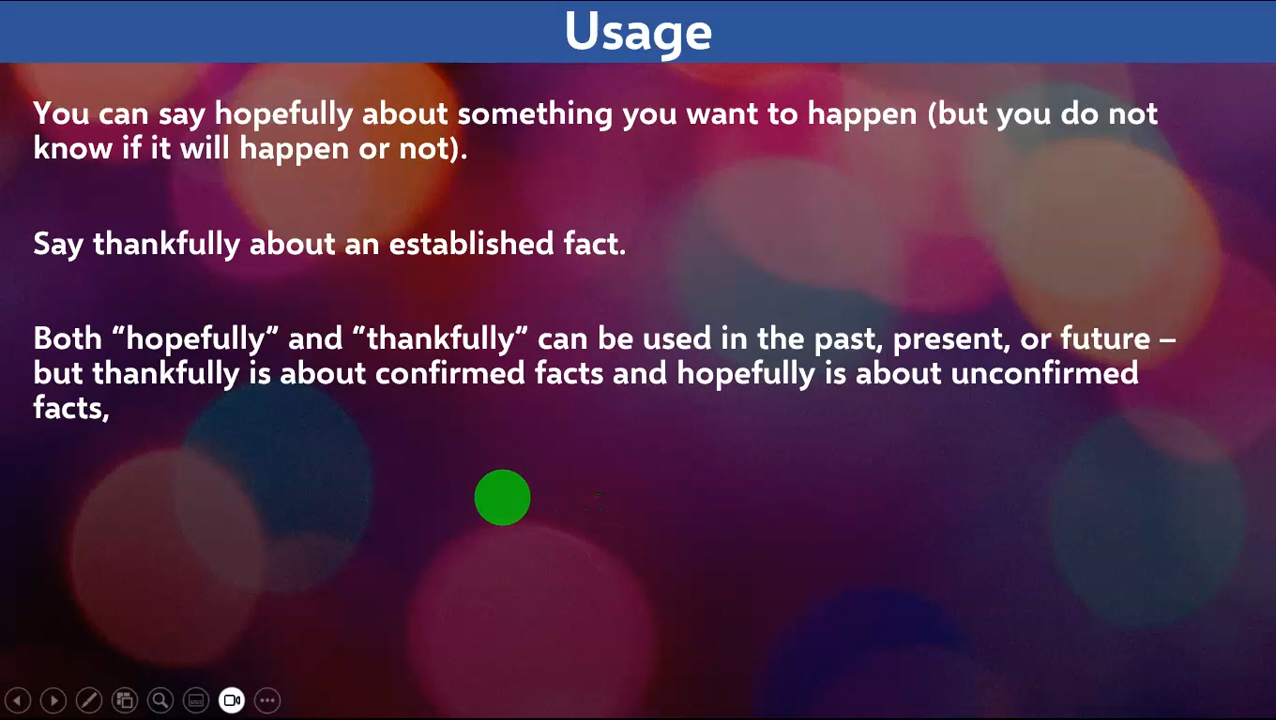 Usage
You can say hopefully about something you want to happen (but you do not
know if it will happen or not).
Say thankfully about an established fact.
Both “hopefully” and “thankfully” can be used in the past, present, or future –
but thankfully is about confirmed facts and hopefully is about unconfirmed
facts,